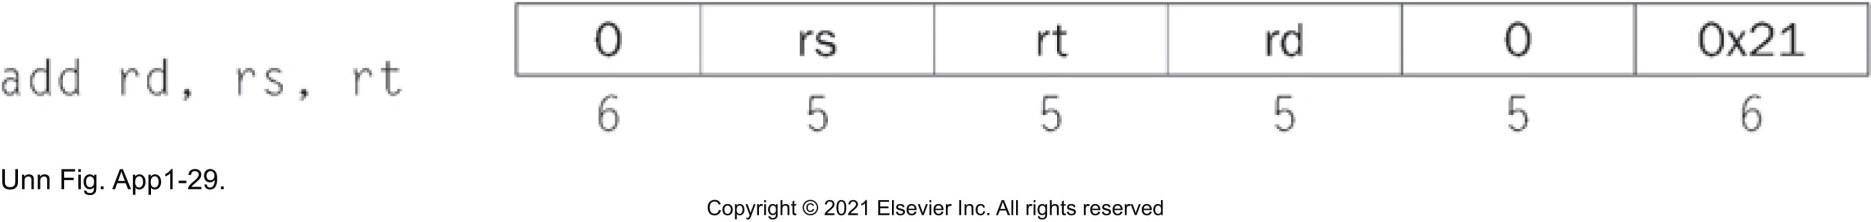 0 rs rt rd 0 0x21
add rd, rs, rt
6 5 5 5 5 6
Unn Fig. App1-29.
Copyright © 2021 Elsevier Inc. All rights reserved